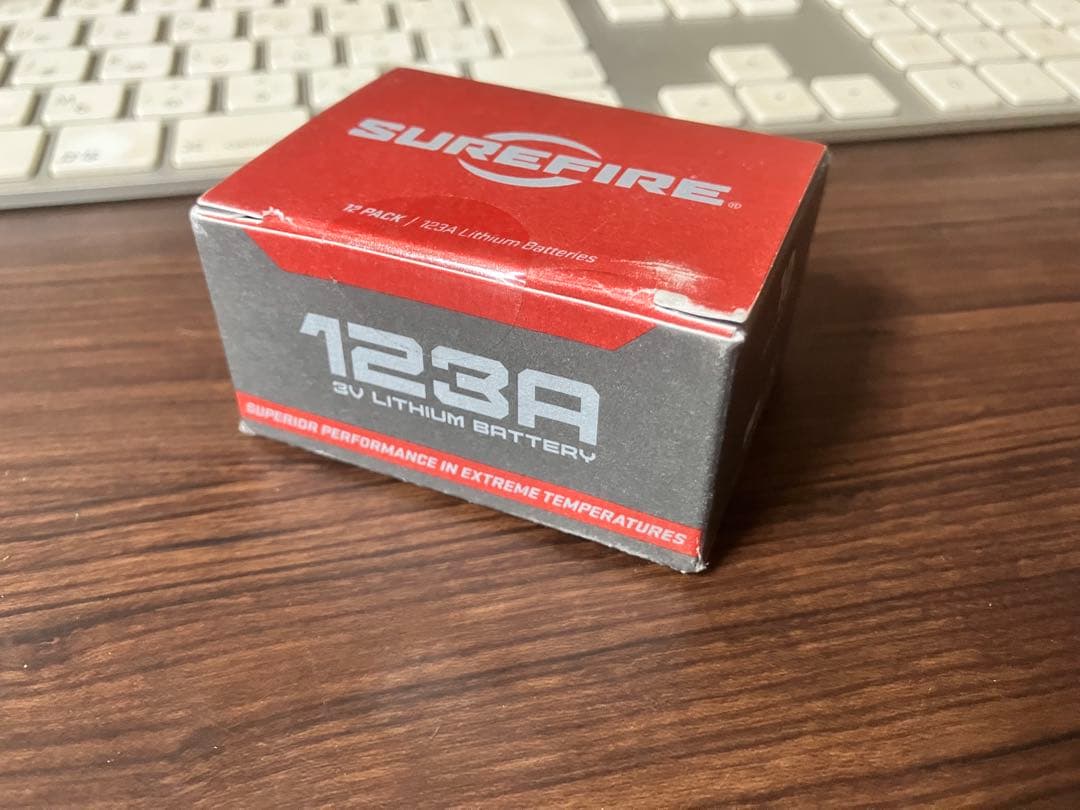 SUREFIRE®
12 PACK / 123A Lithium Batteries
123A
3V LITHIUM BATTERY
SUPERIOR PERFORMANCE IN EXTREME TEMPERATURES